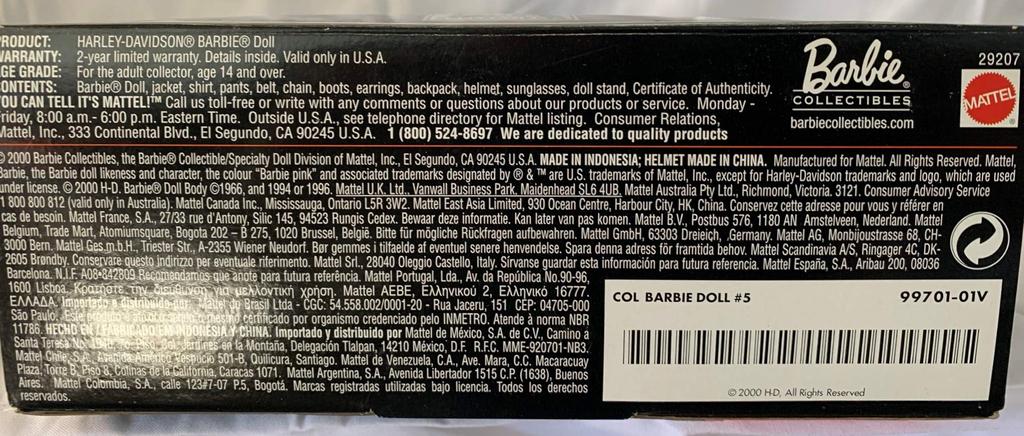 PRODUCT: HARLEY-DAVIDSON® BARBIE® Doll
WARRANTY: 2-year limited warranty. Details inside. Valid only in U.S.A.
AGE GRADE: For the adult collector, age 14 and over.
CONTENTS: Barbie® Doll, jacket, shirt, pants, belt, chain, boots, earrings, backpack, helmet, sunglasses, doll stand, Certificate of Authenticity.
YOU CAN TELL IT'S MATTEL!™ Call us toll-free or write with any comments or questions about our products or service. Monday -
Friday, 8:00 a.m.- 6:00 p.m. Eastern Time. Outside U.S.A., see telephone directory for Mattel listing. Consumer Relations,
Mattel, Inc., 333 Continental Blvd., El Segundo, CA 90245 U.S.A. 1 (800) 524-8697 We are dedicated to quality products
Barbie®
COLLECTIBLES
barbiecollectibles.com
29207
MATTEL
®
© 2000 Barbie Collectibles, the Barbie® Collectible/Specialty Doll Division of Mattel, Inc., El Segundo, CA 90245 U.S.A. MADE IN INDONESIA; HELMET MADE IN CHINA. Manufactured for Mattel. All Rights Reserved. Mattel,
Barbie, the Barbie doll likeness and character, the colour "Barbie pink" and associated trademarks designated by ® & ™ are U.S. trademarks of Mattel, Inc., except for Harley-Davidson trademarks and logo, which are used
under license. © 2000 H-D. Barbie® Doll Body ©1966, and 1994 or 1996. Mattel U.K. Ltd., Vanwall Business Park, Maidenhead SL6 4UB. Mattel Australia Pty Ltd., Richmond, Victoria. 3121. Consumer Advisory Service
1 800 800 812 (valid only in Australia). Mattel Canada Inc., Mississauga, Ontario L5R 3W2. Mattel East Asia Limited, 930 Ocean Centre, Harbour City, HK, China. Conservez cette adresse pour vous y référer en
cas de besoin. Mattel France, S.A., 27/33 rue d'Antony, Silic 145, 94523 Rungis Cedex. Bewaar deze informatie. Kan later van pas komen. Mattel B.V., Postbus 576, 1180 AN Amstelveen, Nederland. Mattel
Belgium, Trade Mart, Atomiumsquare, Bogota 202 – B 275, 1020 Brussel, België. Bitte für mögliche Rückfragen aufbewahren. Mattel GmbH, 63303 Dreieich, .Germany. Mattel AG, Monbijoustrasse 68, CH-
3000 Bern. Mattel Ges.m.b.H., Triester Str., A-2355 Wiener Neudorf. Bør gemmes i tilfaelde af eventuel senere henvendelse. Spara denna adress för framtida behov. Mattel Scandinavia A/S, Ringager 4C, DK-
2605 Brøndby. Conservare questo indirizzo per eventuale riferimento. Mattel Srl., 28040 Oleggio Castello, Italy. Sírvanse guardar esta información para futura referencia. Mattel España, S.A., Aribau 200, 08036
Barcelona. N.I.F. A08-842809 Recomendamos que anote para futura referência. Mattel Portugal, Lda., Av. da República No.90-96,
1600 Lisboa. Κρατήστε την διεύθυνση για μελλοντική χρήση. Mattel AEBE, Ελληνικού 2, Ελληνικό 16777.
ΕΛΛΑΔΑ. Importado e distribuido por: Mattel do Brasil Ltda - CGC: 54.558.002/0001-20 - Rua Jaceru, 151 CEP: 04705-000
São Paulo. Este produto e ato certificado por organismo credenciado pelo INMETRO. Atende à norma NBR
11786. HECHO EN / FABRICADO EM INDONESIA Y CHINA. Importado y distribuido por Mattel de México, S.A. de C.V., Camino a
Santa Teresa No. Col. Jardines en la Montaña, Delegación Tlalpan, 14210 México, D.F. R.F.C. MME-920701-NB3.
Mattel Chile, S.A., Avenida Américo Vespucio 501-B, Quilicura, Santiago. Mattel de Venezuela, C.A., Ave. Mara, C.C. Macaracuay
Plaza, Torre B, Piso 8, Colinas de la California, Caracas 1071. Mattel Argentina, S.A., Avenida Libertador 1515 C.P. (1638), Buenos
Aires. Mattel Colombia, S.A., calle 123#7-07 P.5, Bogotá. Marcas registradas utilizadas bajo licencia. Todos los derechos
reservados.
COL BARBIE DOLL #5 99701-01V
© 2000 H-D, All Rights Reserved